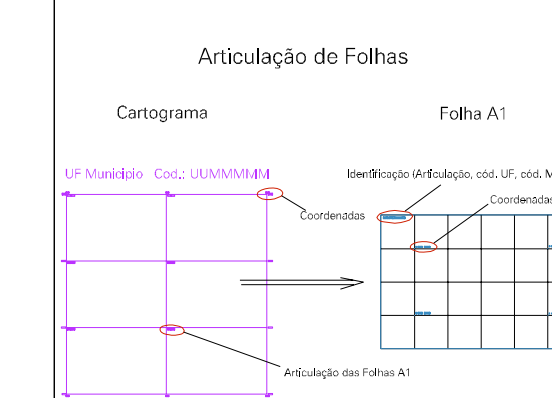 Articulação de Folhas
Cartograma
Folha A1
UF Municipio Cod.: UUMMMMM
Identificação (Articulação, cód. UF, cód. M
Coordenadas
Coordenadas
Articulação das Folhas A1